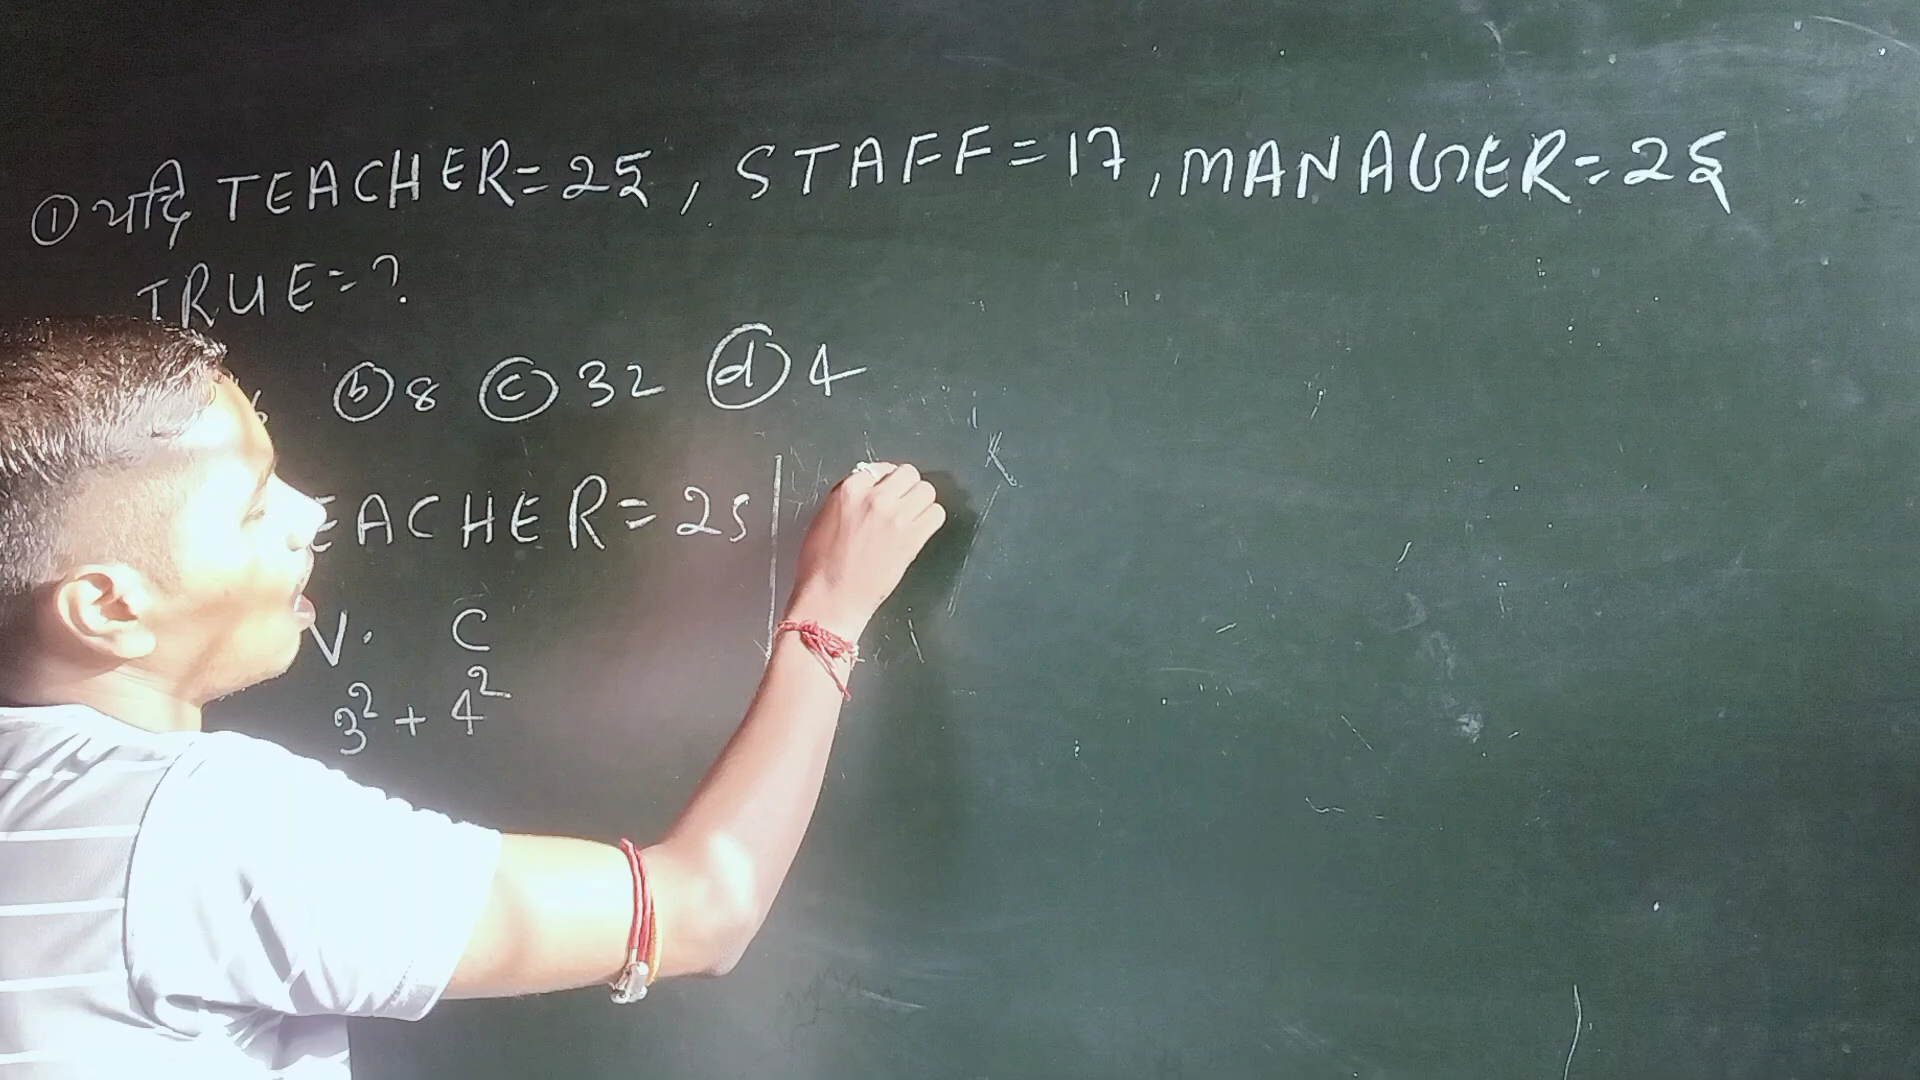 ① यदि TEACHER=25, STAFF=17, MANAGER=25
TRUE=?
ⓑ 8 ⓒ 32 ⓓ 4
EACHER=25
V. C
3²+4²